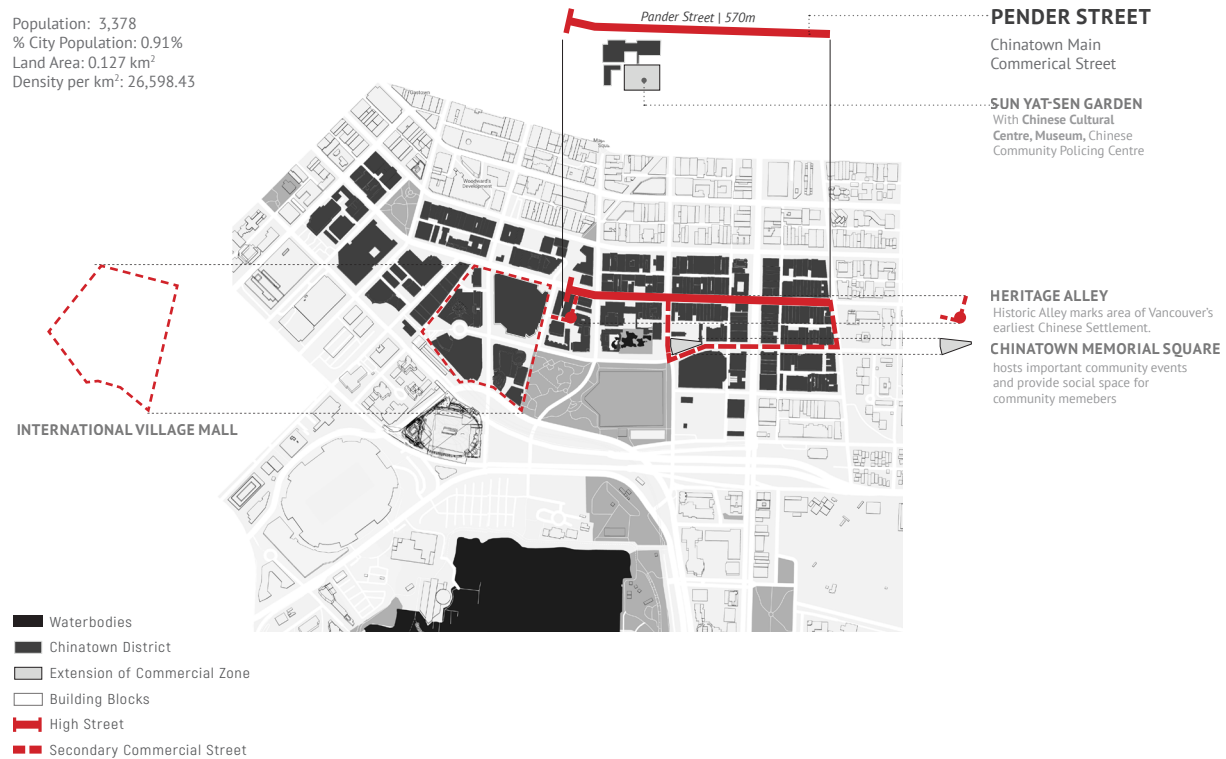 Population: 3,378
% City Population: 0.91%
Land Area: 0.127 km²
Density per km²: 26,598.43
Pander Street | 570m
PENDER STREET
Chinatown Main
Commerical Street
SUN YAT-SEN GARDEN
With Chinese Cultural
Centre, Museum, Chinese
Community Policing Centre
Gastown
Woodward's
Development
HERITAGE ALLEY
Historic Alley marks area of Vancouver's
earliest Chinese Settlement.
CHINATOWN MEMORIAL SQUARE
hosts important community events
and provide social space for
community memebers
INTERNATIONAL VILLAGE MALL
Waterbodies
Chinatown District
Extension of Commercial Zone
Building Blocks
High Street
Secondary Commercial Street